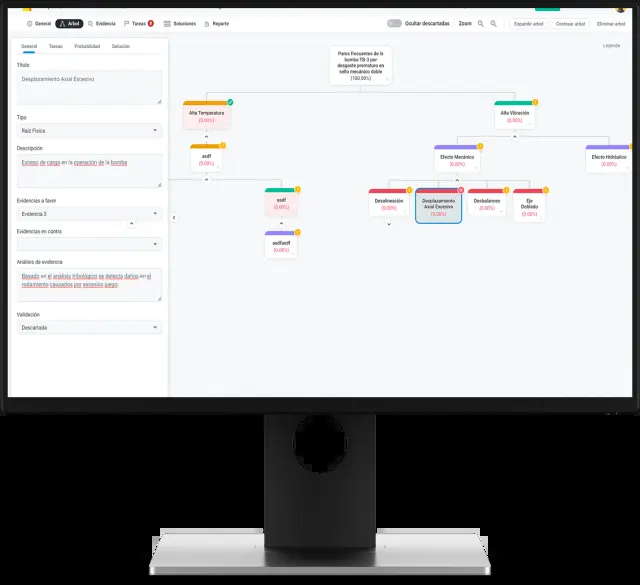 General Arbol Evidencia Tareas Soluciones Reporte
Ocultar descartadas Zoom Expandir arbol Contraer arbol Eliminar arbol
General Tareas Probabilidad Solución
Leyenda
Título
Desplazamiento Axial Excesivo
Tipo
Raíz Física
Descripción
Exceso de carga en la operación de la bomba
Evidencias a favor
Evidencia 3
Evidencias en contra
Análisis de evidencia
Basado en el análisis tribológico se detecta daños en el
rodamiento causados por excesivo juego
Validación
Descartada
Paros frecuentes de la
bomba TB-3 por
desgaste prematuro en
sello mecánico doble
(100.00%)
Alta Temperatura
(0.00%)
Alta Vibración
(0.00%)
asdf
(0.00%)
Efecto Mecánico
(0.00%)
Efecto Hidráulico
(0.00%)
asdf
(0.00%)
Desalineación
(0.00%)
Desplazamiento
Axial Excesivo
(0.00%)
Desbalanceo
(0.00%)
Eje
Doblado
(0.00%)
asdfasdf
(0.00%)